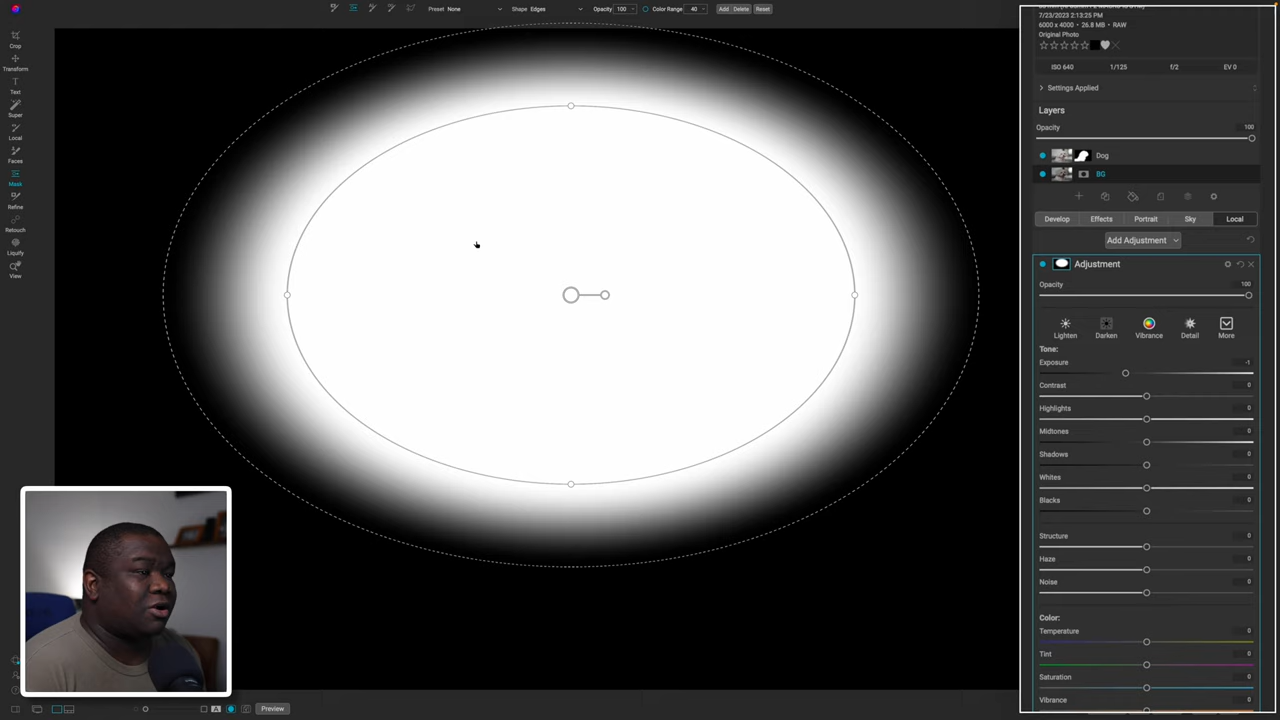 Preset None Shape Edges Opacity 100 Color Range 40 Add Delete Reset
Crop
Transform
Text
Super
Local
Faces
Mask
Refine
Retouch
Liquify
View
A Preview
7/23/2023 2:13:25 PM
6000 x 4000 • 26.8 MB • RAW
Original Photo
ISO 640 1/125 f/2 EV 0
Settings Applied
Layers
Opacity 100
Dog
BG
Develop Effects Portrait Sky Local
Add Adjustment
Adjustment
Opacity 100
Lighten Darken Vibrance Detail More
Tone:
Exposure -1
Contrast 0
Highlights 0
Midtones 0
Shadows 0
Whites 0
Blacks 0
Structure 0
Haze 0
Noise 0
Color:
Temperature 0
Tint 0
Saturation 0
Vibrance 0